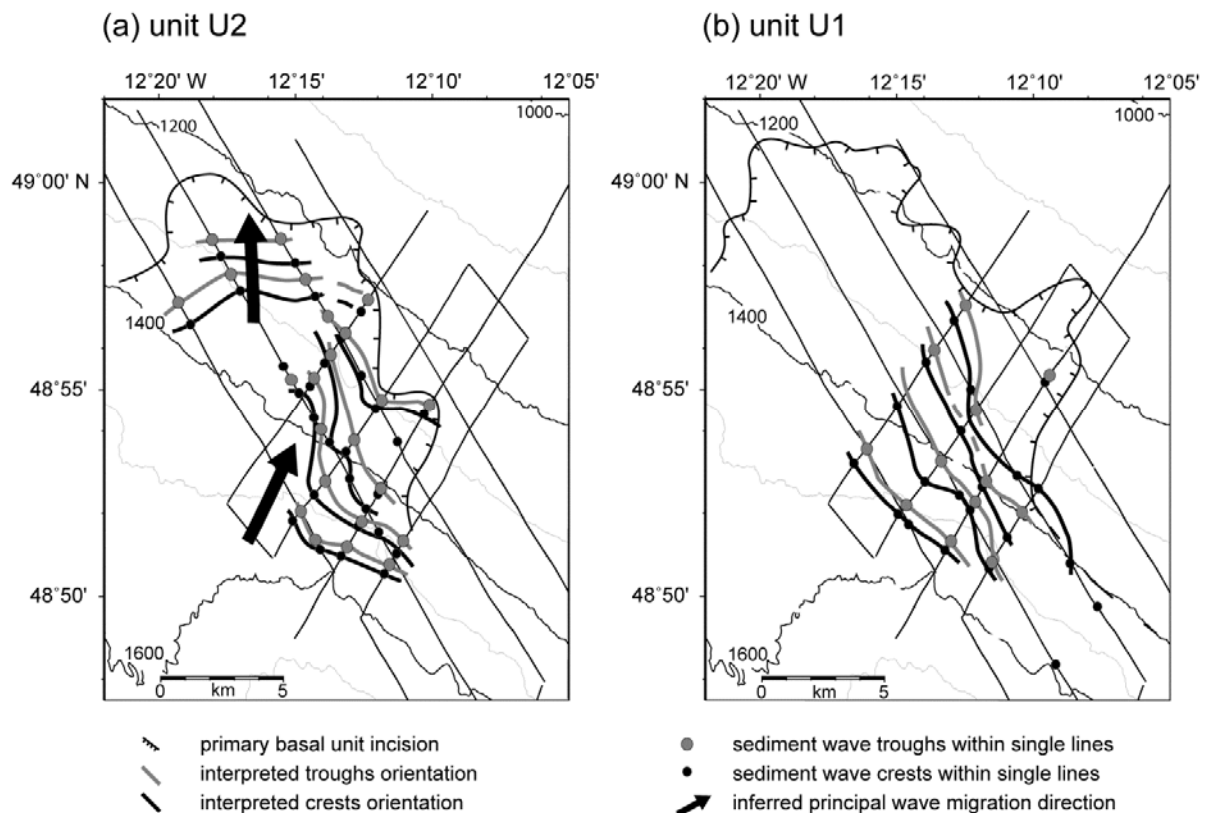 (a) unit U2
(b) unit U1
12°20' W 12°15' 12°10' 12°05'
12°20' W 12°15' 12°10' 12°05'
1000
1000
1200
1200
49°00' N
49°00' N
1400
1400
48°55'
48°55'
48°50'
48°50'
1600
1600
0 km 5
0 km 5
primary basal unit incision
interpreted troughs orientation
interpreted crests orientation
sediment wave troughs within single lines
sediment wave crests within single lines
inferred principal wave migration direction